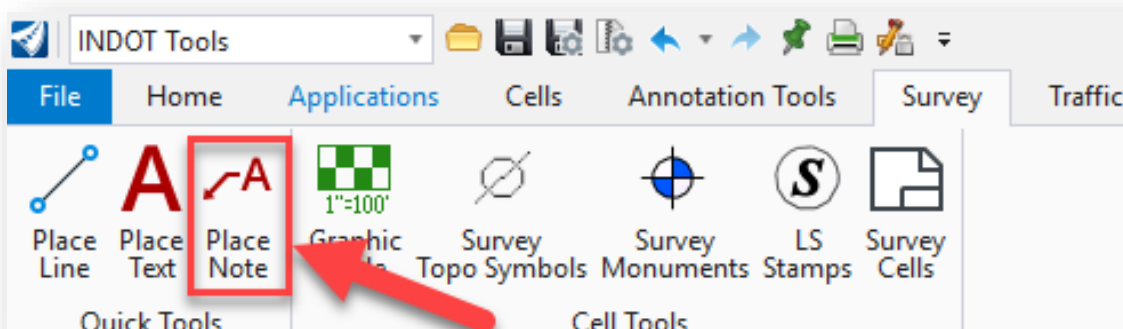 INDOT Tools
File Home Applications Cells Annotation Tools Survey Traffic
A A
1"=100' S
Place Place Place Graphic Survey Survey LS Survey
Line Text Note Topo Symbols Monuments Stamps Cells
Quick Tools Cell Tools